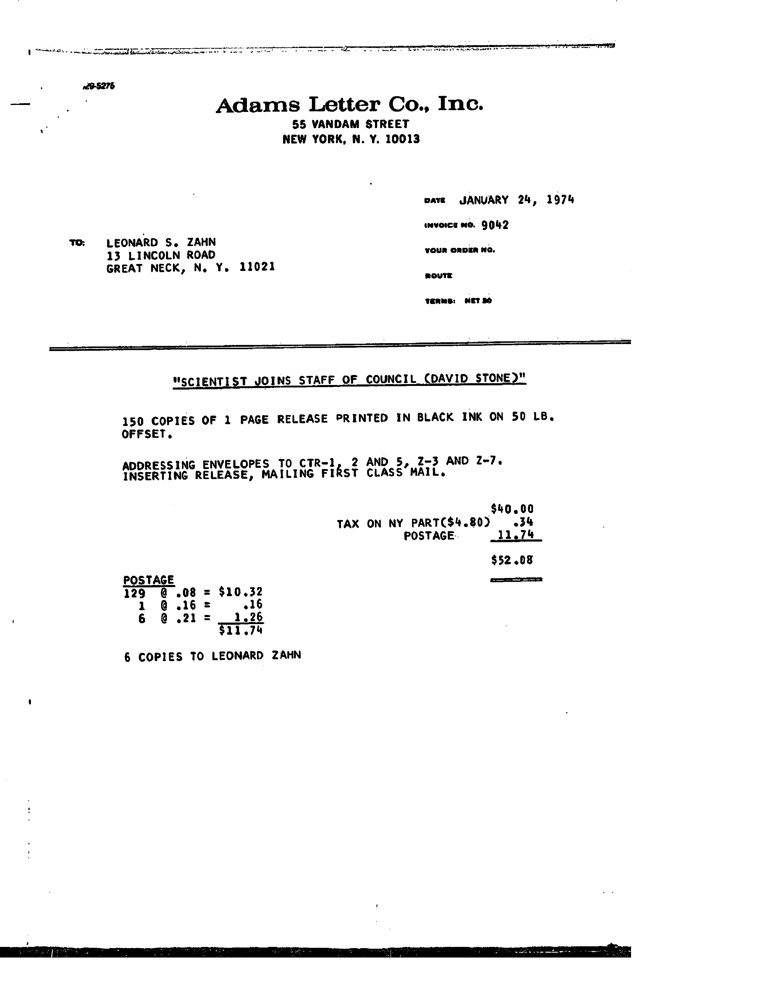 Adams Letter Co., Inc.
55 VANDAM STREET
NEW YORK, N. Y. 10013
DATE JANUARY 24, 1974
INVOICE NO. 9042
TO: LEONARD S. ZAHN
13 LINCOLN ROAD
GREAT NECK, N. Y. 11021
YOUR ORDER NO.
ROUTE
TERMS: NET 30
"SCIENTIST JOINS STAFF OF COUNCIL (DAVID STONE)"
150 COPIES OF 1 PAGE RELEASE PRINTED IN BLACK INK ON 50 LB.
OFFSET.
ADDRESSING ENVELOPES TO CTR-1, 2 AND 5, Z-3 AND Z-7.
INSERTING RELEASE, MAILING FIRST CLASS MAIL.
$40.00
TAX ON NY PART($4.80) .34
POSTAGE 11.74
$52.08
POSTAGE
129 @ .08 = $10.32
1 @ .16 = .16
6 @ .21 = 1.26
$11.74
6 COPIES TO LEONARD ZAHN